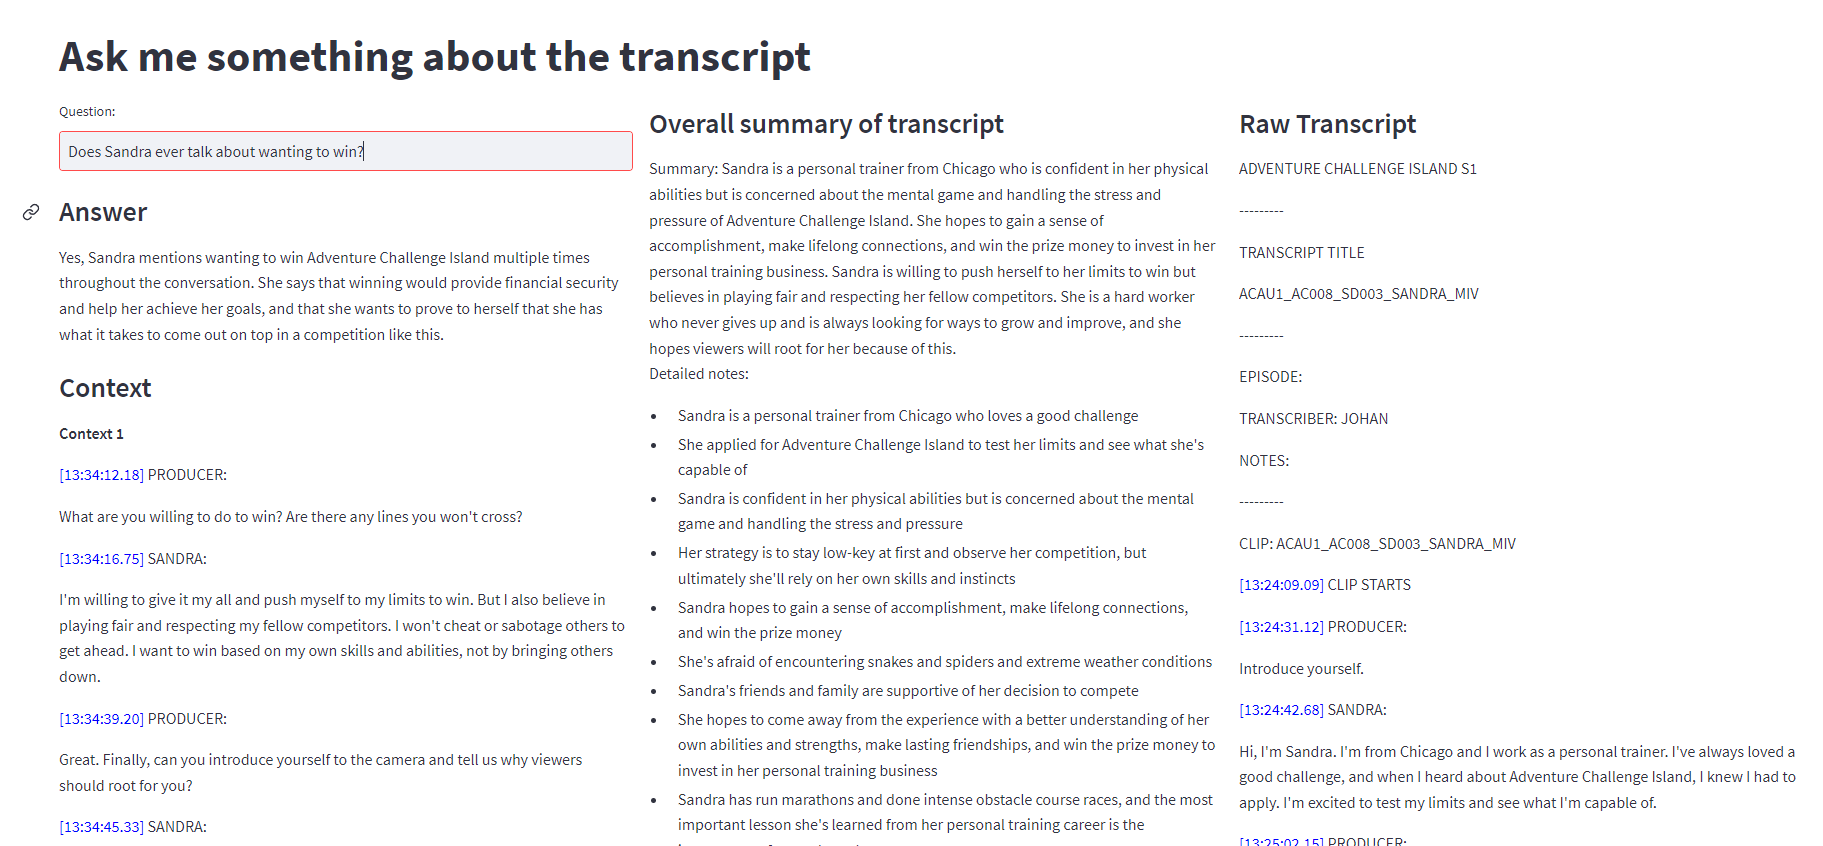 Ask me something about the transcript
Question:
Does Sandra ever talk about wanting to win?
Answer
Yes, Sandra mentions wanting to win Adventure Challenge Island multiple times
throughout the conversation. She says that winning would provide financial security
and help her achieve her goals, and that she wants to prove to herself that she has
what it takes to come out on top in a competition like this.
Context
Context 1
[13:34:12.18] PRODUCER:
What are you willing to do to win? Are there any lines you won't cross?
[13:34:16.75] SANDRA:
I'm willing to give it my all and push myself to my limits to win. But I also believe in
playing fair and respecting my fellow competitors. I won't cheat or sabotage others to
get ahead. I want to win based on my own skills and abilities, not by bringing others
down.
[13:34:39.20] PRODUCER:
Great. Finally, can you introduce yourself to the camera and tell us why viewers
should root for you?
[13:34:45.33] SANDRA:
Overall summary of transcript
Summary: Sandra is a personal trainer from Chicago who is confident in her physical
abilities but is concerned about the mental game and handling the stress and
pressure of Adventure Challenge Island. She hopes to gain a sense of
accomplishment, make lifelong connections, and win the prize money to invest in her
personal training business. Sandra is willing to push herself to her limits to win but
believes in playing fair and respecting her fellow competitors. She is a hard worker
who never gives up and is always looking for ways to grow and improve, and she
hopes viewers will root for her because of this.
Detailed notes:
• Sandra is a personal trainer from Chicago who loves a good challenge
• She applied for Adventure Challenge Island to test her limits and see what she's
capable of
• Sandra is confident in her physical abilities but is concerned about the mental
game and handling the stress and pressure
• Her strategy is to stay low-key at first and observe her competition, but
ultimately she'll rely on her own skills and instincts
• Sandra hopes to gain a sense of accomplishment, make lifelong connections,
and win the prize money
• She's afraid of encountering snakes and spiders and extreme weather conditions
• Sandra's friends and family are supportive of her decision to compete
• She hopes to come away from the experience with a better understanding of her
own abilities and strengths, make lasting friendships, and win the prize money to
invest in her personal training business
• Sandra has run marathons and done intense obstacle course races, and the most
important lesson she's learned from her personal training career is the
Raw Transcript
ADVENTURE CHALLENGE ISLAND S1
---------
TRANSCRIPT TITLE
ACAU1_AC008_SD003_SANDRA_MIV
---------
EPISODE:
TRANSCRIBER: JOHAN
NOTES:
---------
CLIP: ACAU1_AC008_SD003_SANDRA_MIV
[13:24:09.09] CLIP STARTS
[13:24:31.12] PRODUCER:
Introduce yourself.
[13:24:42.68] SANDRA:
Hi, I'm Sandra. I'm from Chicago and I work as a personal trainer. I've always loved a
good challenge, and when I heard about Adventure Challenge Island, I knew I had to
apply. I'm excited to test my limits and see what I'm capable of.
[13:25:02.15] PRODUCER: